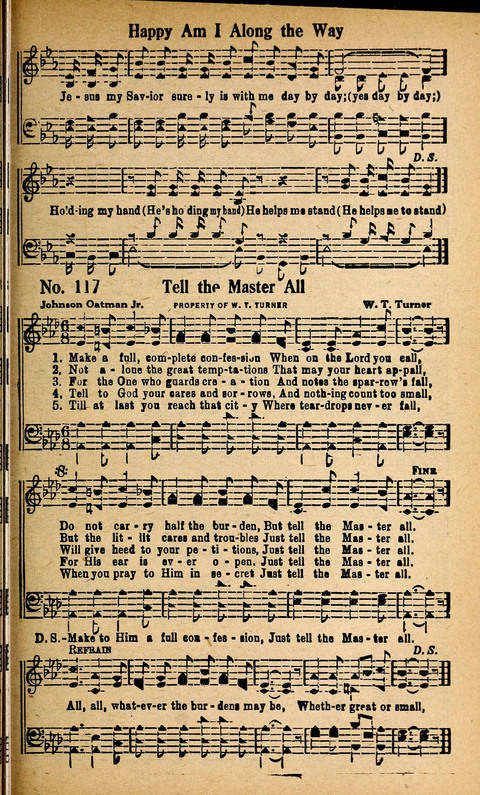 Happy Am I Along the Way
Je - sus my Sav-ior sure - ly is with me day by day;(yes day by day;)
D. S.
Ho'd-ing my hand (He's ho ding my hand) He helps me stand (He helps me to stand)
No. 117 Tell the Master All
Johnson Oatman Jr. PROPERTY OF W. T. TURNER W. T. Turner
1. Make a full, com-plete con-fes-sion When on the Lord you call,
2. Not a - lone the great temp-ta-tions That may your heart ap-pall,
3. For the One who guards cre - a - tion And notes the spar-row's fall,
4. Tell to God your cares and sor - rows, And noth-ing count too small,
5. Till at last you reach that cit - y Where tear-drops nev-er fall,
:S: FINE
Do not car - ry half the bur - den, But tell the Mas - ter all.
But the lit-tl cares and trou-bles Just tell the Mas - ter all.
Will give heed to your pe - ti - tions, Just tell the Mas - ter all.
For His ear is ev - er o - pen. Just tell the Mas - ter all.
When you pray to Him in se - cret Just tell the Mas - ter all.
D. S.-Make to Him a full con - fes - sion, Just tell the Mas - ter all.
REFRAIN D. S.
All, all, what-ev-er the bur-dens may be, Wheth-er great or small,